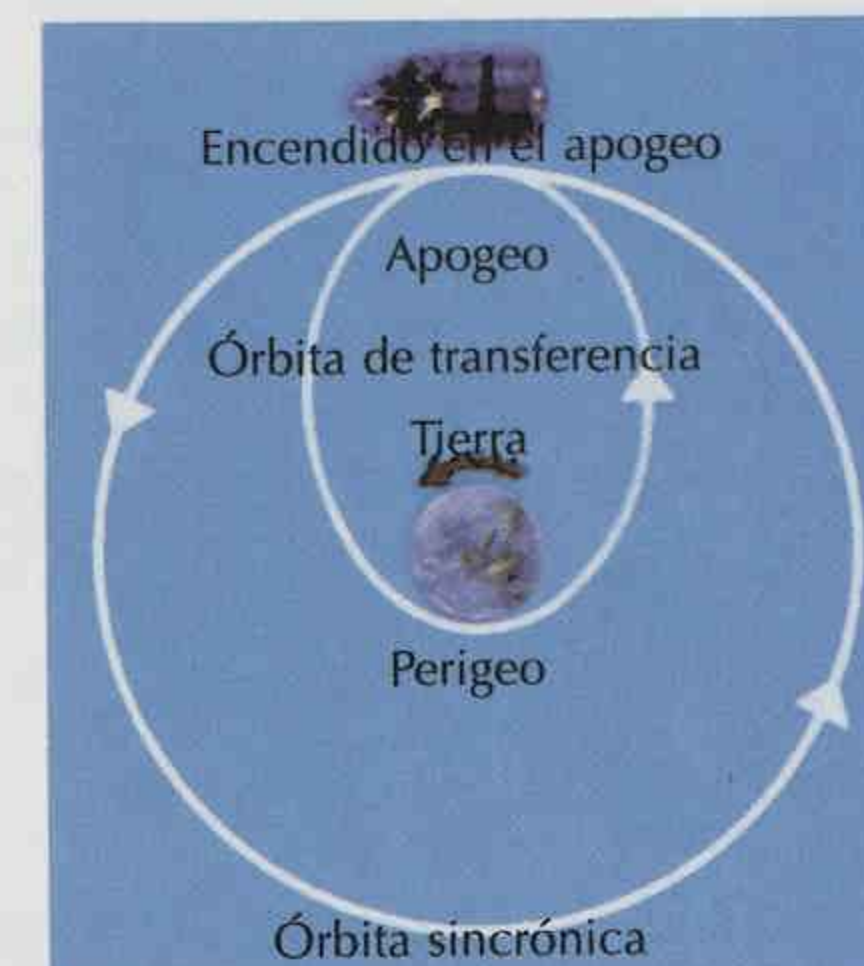 Encendido en el apogeo
Apogeo
Órbita de transferencia
Tierra
Perigeo
Órbita sincrónica